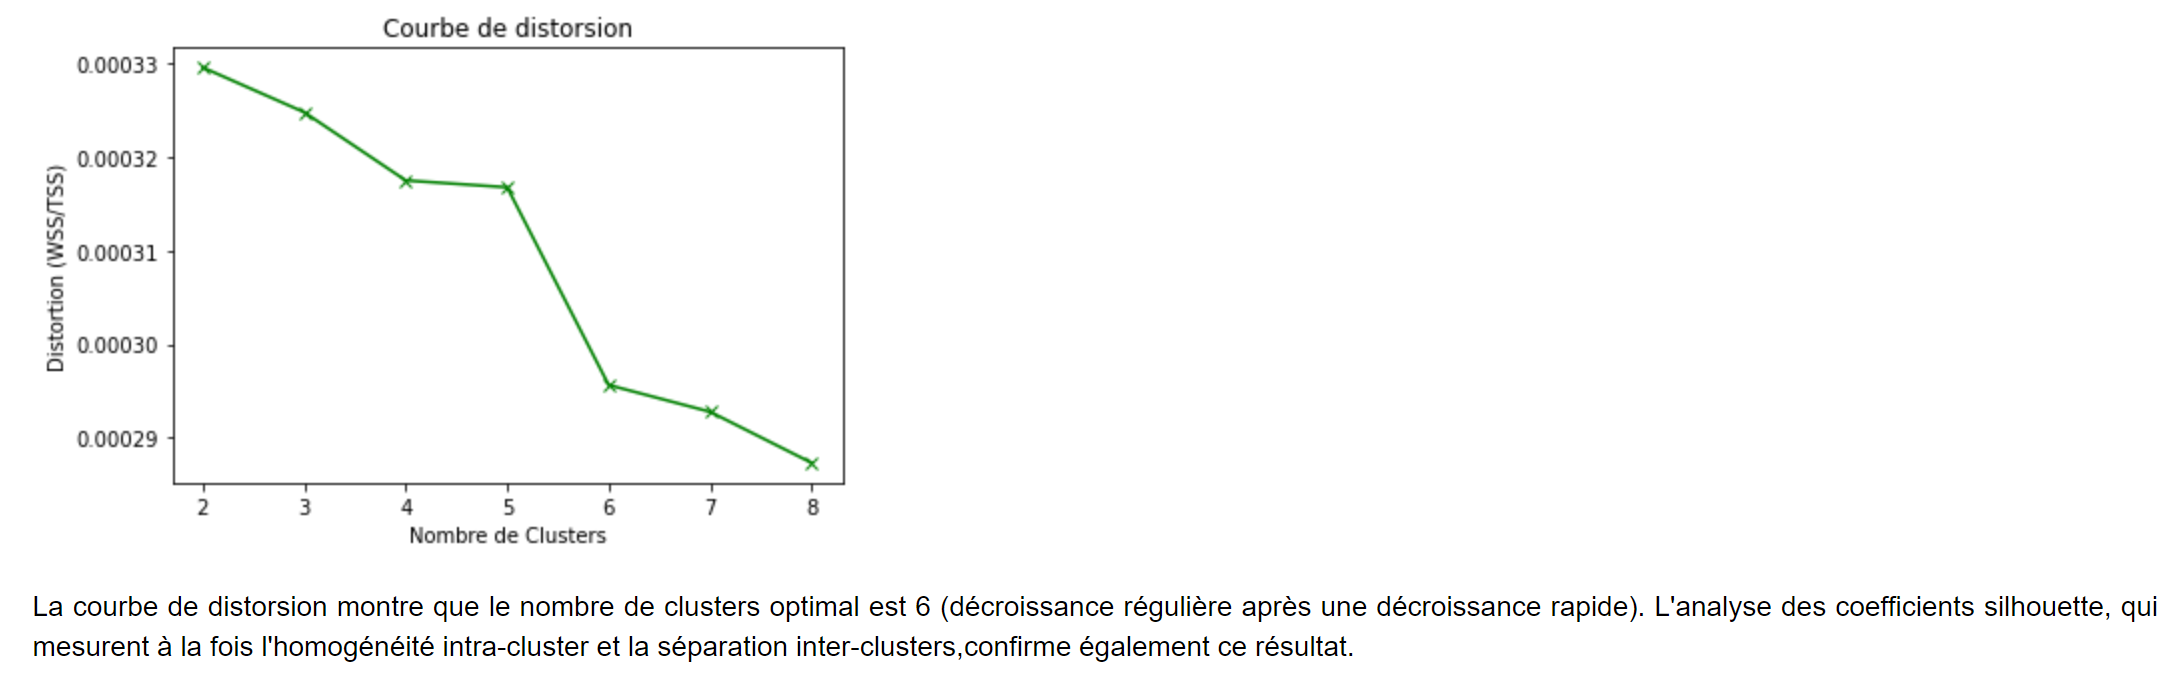 Courbe de distorsion
0.00033
0.00032
0.00031
0.00030
0.00029
Distortion (WSS/TSS)
2 3 4 5 6 7 8
Nombre de Clusters
La courbe de distorsion montre que le nombre de clusters optimal est 6 (décroissance régulière après une décroissance rapide). L'analyse des coefficients silhouette, qui
mesurent à la fois l'homogénéité intra-cluster et la séparation inter-clusters,confirme également ce résultat.